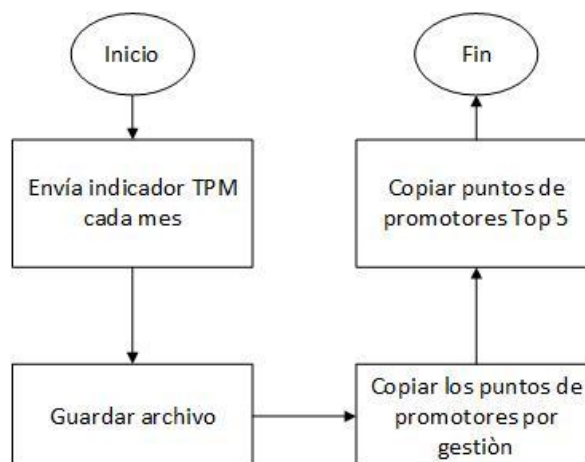 Inicio
Envía indicador TPM
cada mes
Guardar archivo
Copiar los puntos de
promotores por
gestiòn
Copiar puntos de
promotores Top 5
Fin